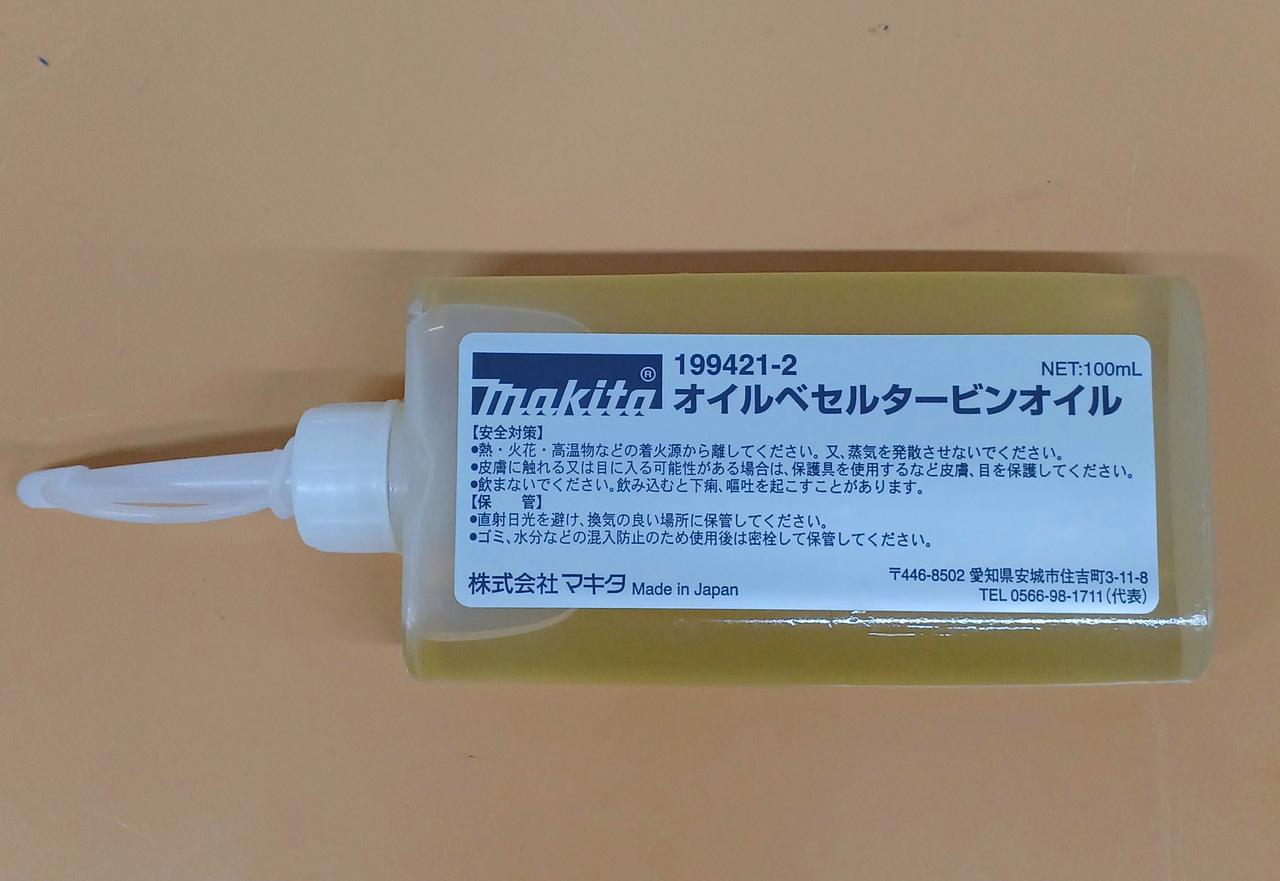 makita®
199421-2
NET:100mL
オイルベセルタービンオイル
【安全対策】
●熱・火花・高温物などの着火源から離してください。又、蒸気を発散させないでください。
●皮膚に触れる又は目に入る可能性がある場合は、保護具を使用するなど皮膚、目を保護してください。
●飲まないでください。飲み込むと下痢、嘔吐を起こすことがあります。
【保　管】
●直射日光を避け、換気の良い場所に保管してください。
●ゴミ、水分などの混入防止のため使用後は密栓して保管してください。
株式会社マキタ Made in Japan
〒446-8502 愛知県安城市住吉町3-11-8
TEL 0566-98-1711（代表）